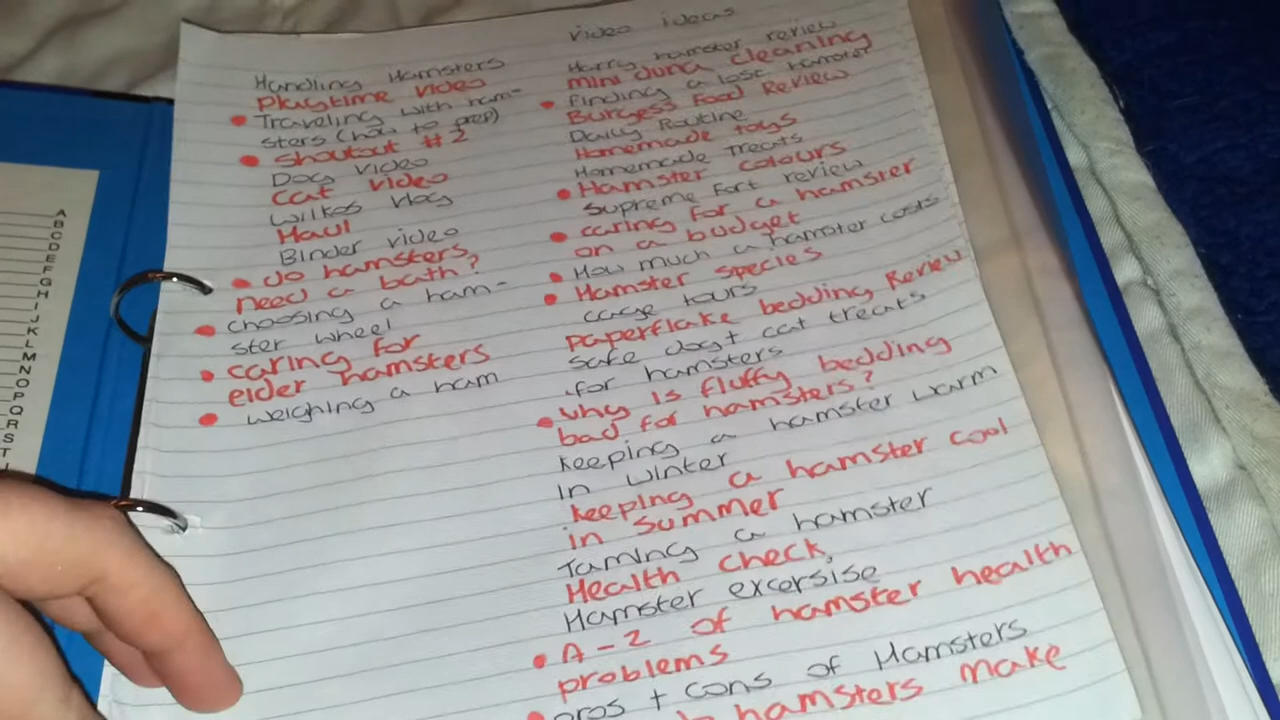 video ideas
Handling Hamsters
Playtime video
• Traveling with ham-
sters (how to prep)
• Shoutout #2
Dog video
Cat video
Wilkos vlog
Haul
Binder video
• do hamsters
need a bath?
• choosing a ham-
ster wheel
• caring for
elder hamsters
• weighing a ham
Harry hamster review
mini duna cleaning
• Finding a lost hamster
Burgess Food Review
Daily Routine
Homemade toys
Homemade treats
• Hamster colours
Supreme Fort review
• caring for a hamster
on a budget
• How much a hamster costs
• Hamster species
cage tours
paperflake bedding Review
Safe dog + cat treats
for hamsters
• why is fluffy bedding
bad for hamsters?
keeping a hamster warm
in winter
keeping a hamster cool
in summer
Taming a hamster
Health check
Hamster excersise
• A-Z of hamster health
problems
pros + cons of Hamsters
hamsters make
A
B
C
D
E
F
G
H
I
J
K
L
M
N
O
P
Q
R
S
T